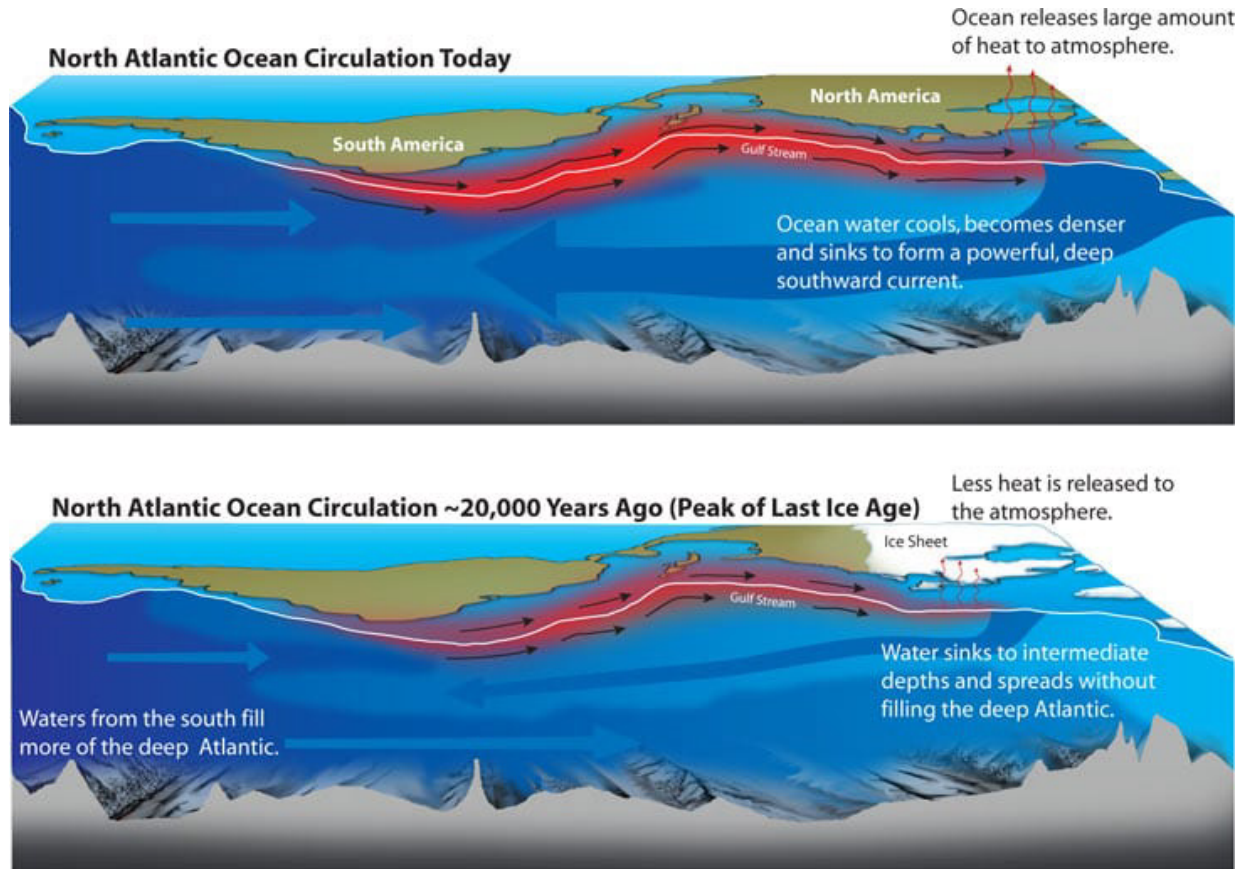 Ocean releases large amount
of heat to atmosphere.
North Atlantic Ocean Circulation Today
North America
South America
Gulf Stream
Ocean water cools, becomes denser
and sinks to form a powerful, deep
southward current.
Less heat is released to
the atmosphere.
North Atlantic Ocean Circulation ~20,000 Years Ago (Peak of Last Ice Age)
Ice Sheet
Gulf Stream
Water sinks to intermediate
depths and spreads without
filling the deep Atlantic.
Waters from the south fill
more of the deep Atlantic.